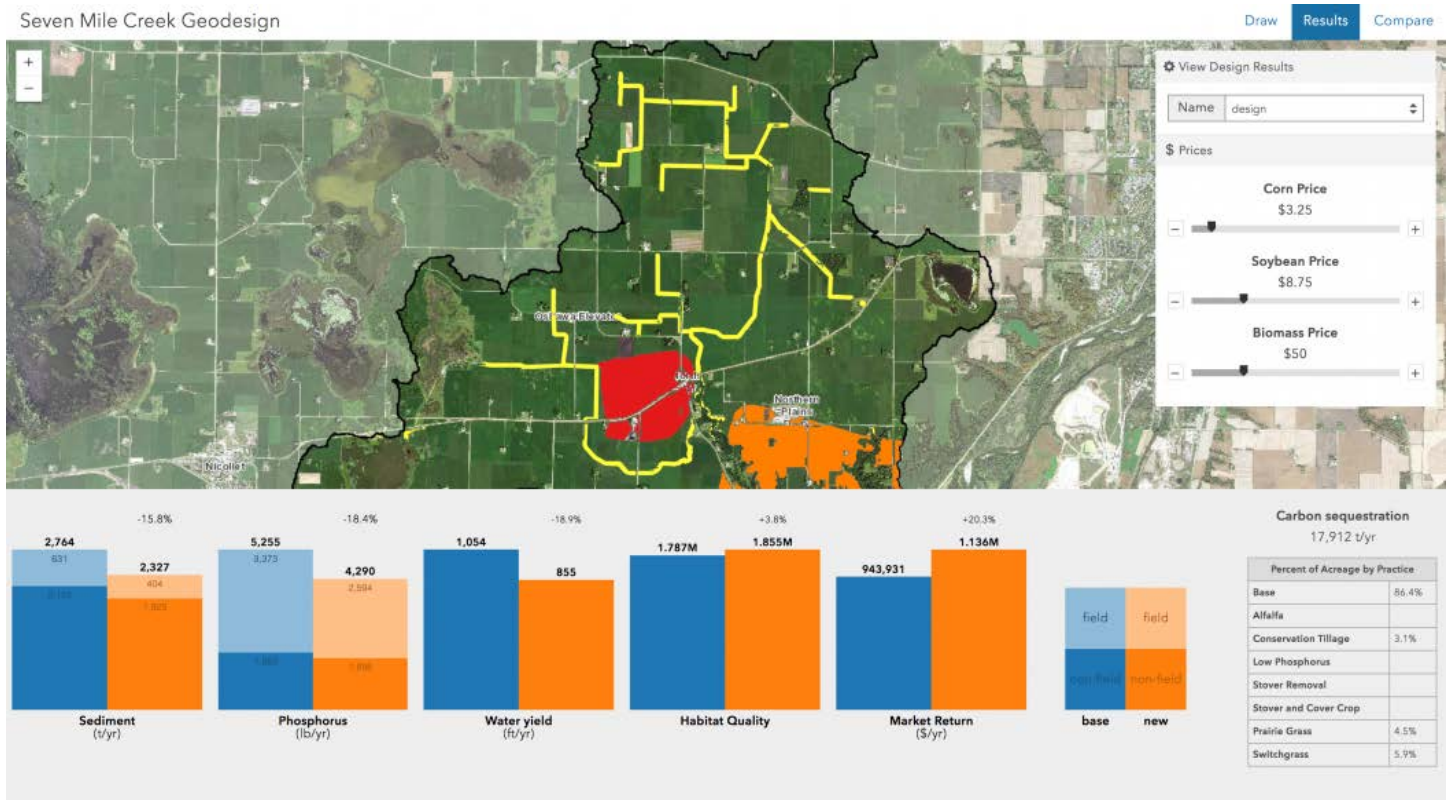 Seven Mile Creek Geodesign
Draw
Results
Compare
+
−
View Design Results
Name
design
$ Prices
Corn Price
$3.25
− +
Soybean Price
$8.75
− +
Biomass Price
$50
− +
Northern
Plains
Nicollet
-15.8%
2,764
631
2,327
404
Sediment
(t/yr)
-18.4%
5,255
3,373
4,290
2,594
Phosphorus
(lb/yr)
-18.9%
1,054
855
Water yield
(ft/yr)
+3.8%
1.787M
1.855M
Habitat Quality
+20.3%
943,931
1.136M
Market Return
($/yr)
field
field
non-field
non-field
base
new
Carbon sequestration
17,912 t/yr
Percent of Acreage by Practice
Base 86.4%
Alfalfa
Conservation Tillage 3.1%
Low Phosphorus
Stover Removal
Stover and Cover Crop
Prairie Grass 4.5%
Switchgrass 5.9%